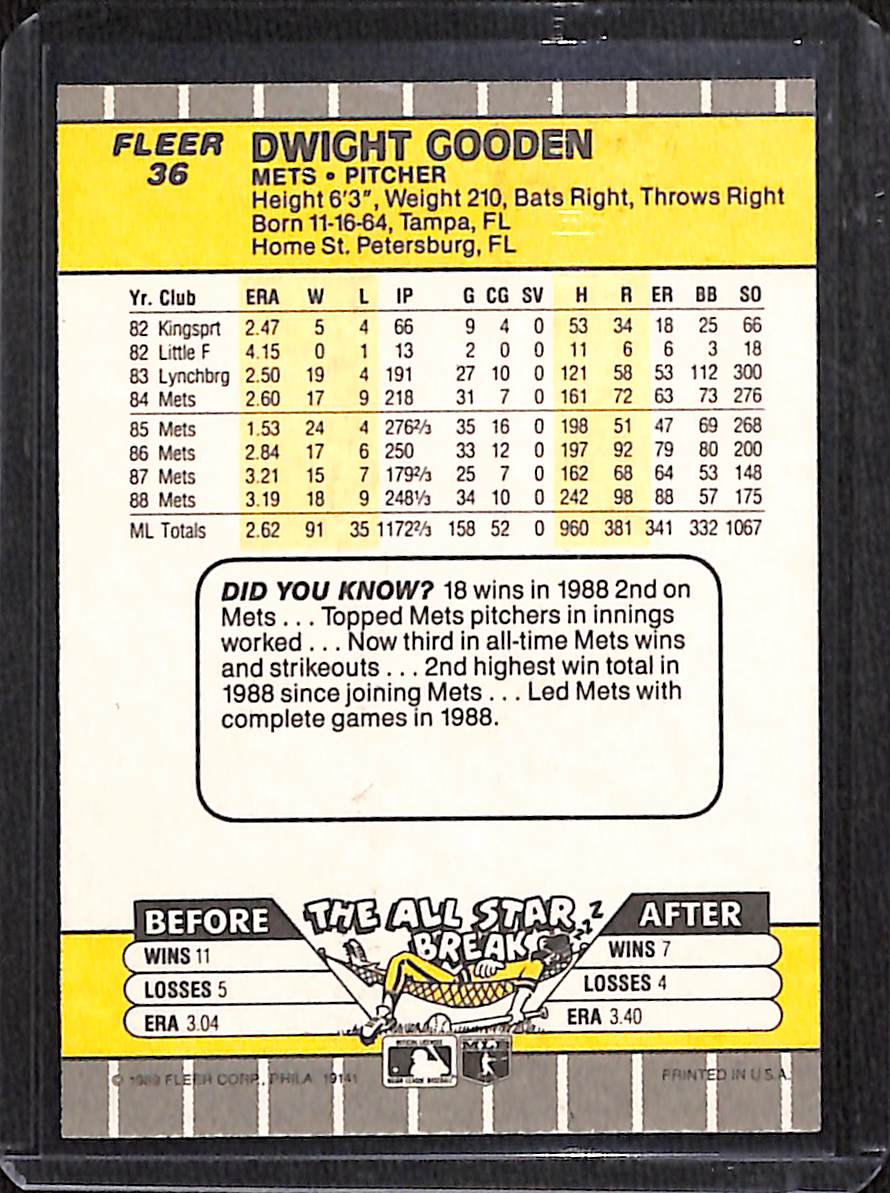 FLEER
36
DWIGHT GOODEN
METS • PITCHER
Height 6'3", Weight 210, Bats Right, Throws Right
Born 11-16-64, Tampa, FL
Home St. Petersburg, FL
Yr. Club ERA W L IP G CG SV H R ER BB SO
82 Kingsprt 2.47 5 4 66 9 4 0 53 34 18 25 66
82 Little F 4.15 0 1 13 2 0 0 11 6 6 3 18
83 Lynchbrg 2.50 19 4 191 27 10 0 121 58 53 112 300
84 Mets 2.60 17 9 218 31 7 0 161 72 63 73 276
85 Mets 1.53 24 4 276⅔ 35 16 0 198 51 47 69 268
86 Mets 2.84 17 6 250 33 12 0 197 92 79 80 200
87 Mets 3.21 15 7 179⅔ 25 7 0 162 68 64 53 148
88 Mets 3.19 18 9 248⅓ 34 10 0 242 98 88 57 175
ML Totals 2.62 91 35 1172⅔ 158 52 0 960 381 341 332 1067
DID YOU KNOW? 18 wins in 1988 2nd on
Mets . . . Topped Mets pitchers in innings
worked . . . Now third in all-time Mets wins
and strikeouts . . . 2nd highest win total in
1988 since joining Mets . . . Led Mets with
complete games in 1988.
THE ALL STAR
BREAK
ZZZ
BEFORE
WINS 11
LOSSES 5
ERA 3.04
AFTER
WINS 7
LOSSES 4
ERA 3.40
MLB
© 1989 FLEER CORP., PHILA 19141
PRINTED IN U.S.A.